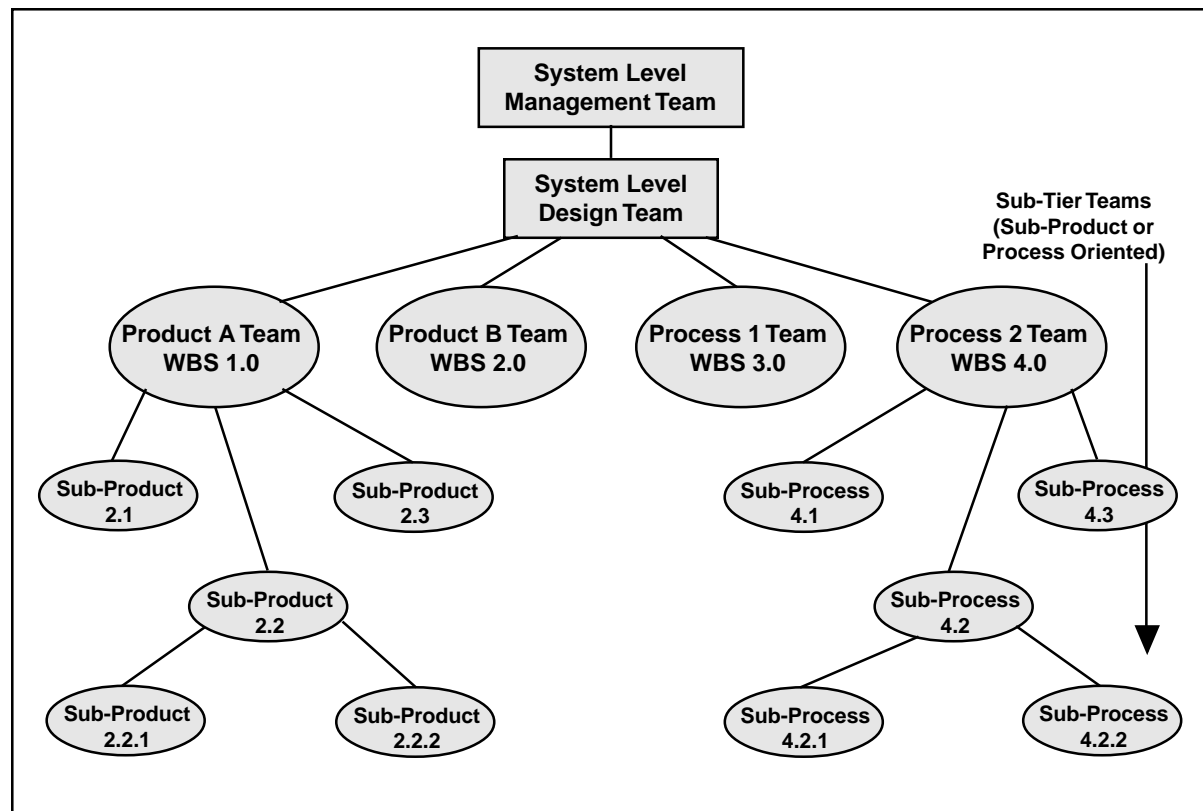 System Level
Management Team
System Level
Design Team
Sub-Tier Teams
(Sub-Product or
Process Oriented)
Product A Team
WBS 1.0
Product B Team
WBS 2.0
Process 1 Team
WBS 3.0
Process 2 Team
WBS 4.0
Sub-Product
2.1
Sub-Product
2.3
Sub-Process
4.1
Sub-Process
4.3
Sub-Product
2.2
Sub-Process
4.2
Sub-Product
2.2.1
Sub-Product
2.2.2
Sub-Process
4.2.1
Sub-Process
4.2.2